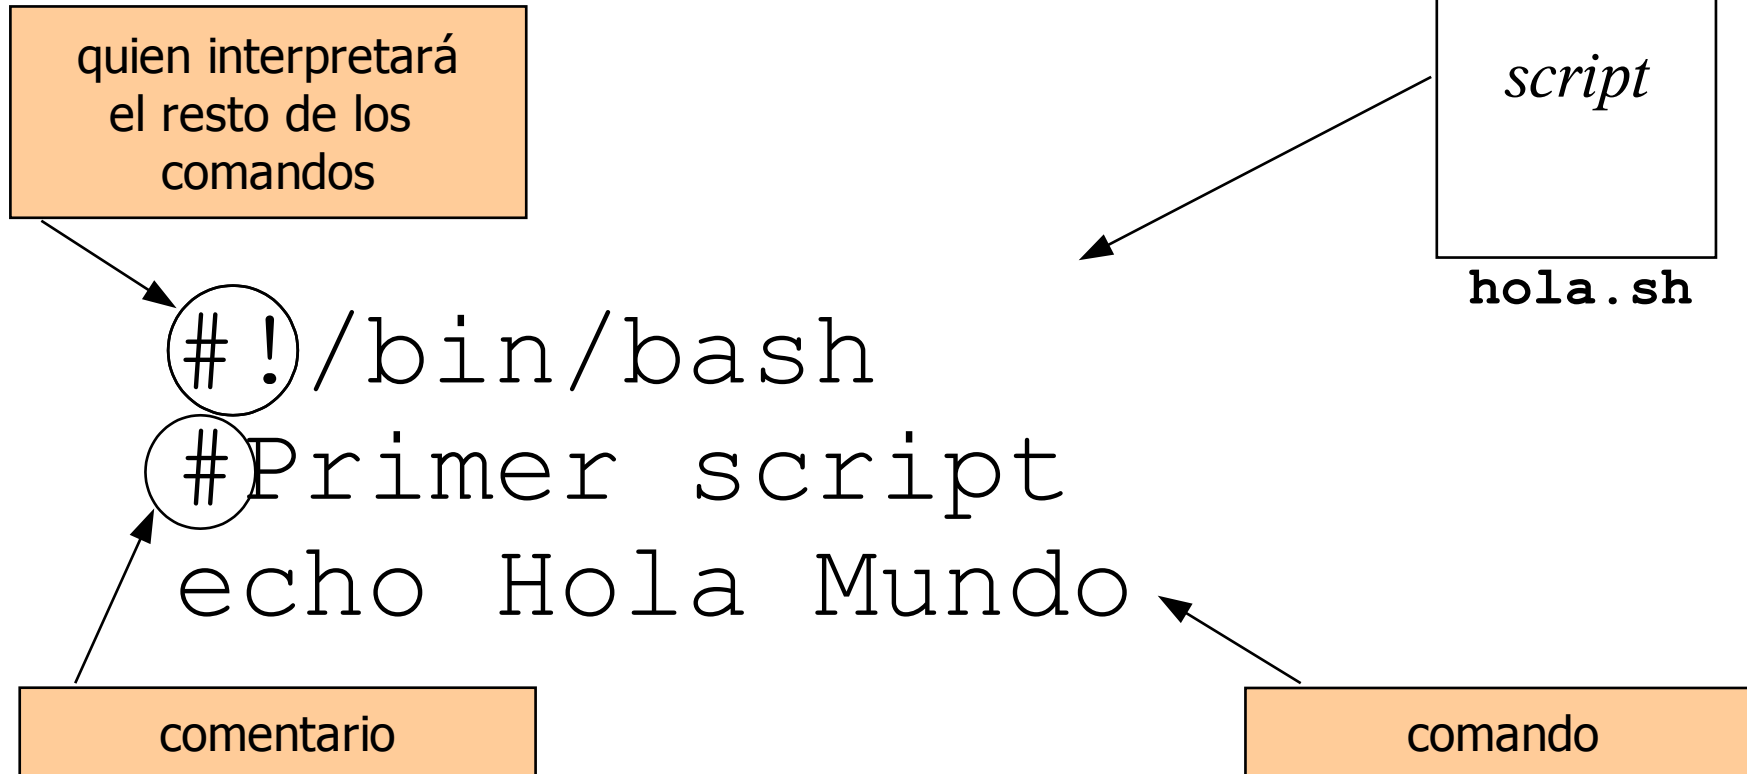 quien interpretará
el resto de los
comandos
script
hola.sh
#!/bin/bash
#Primer script
echo Hola Mundo
comentario
comando